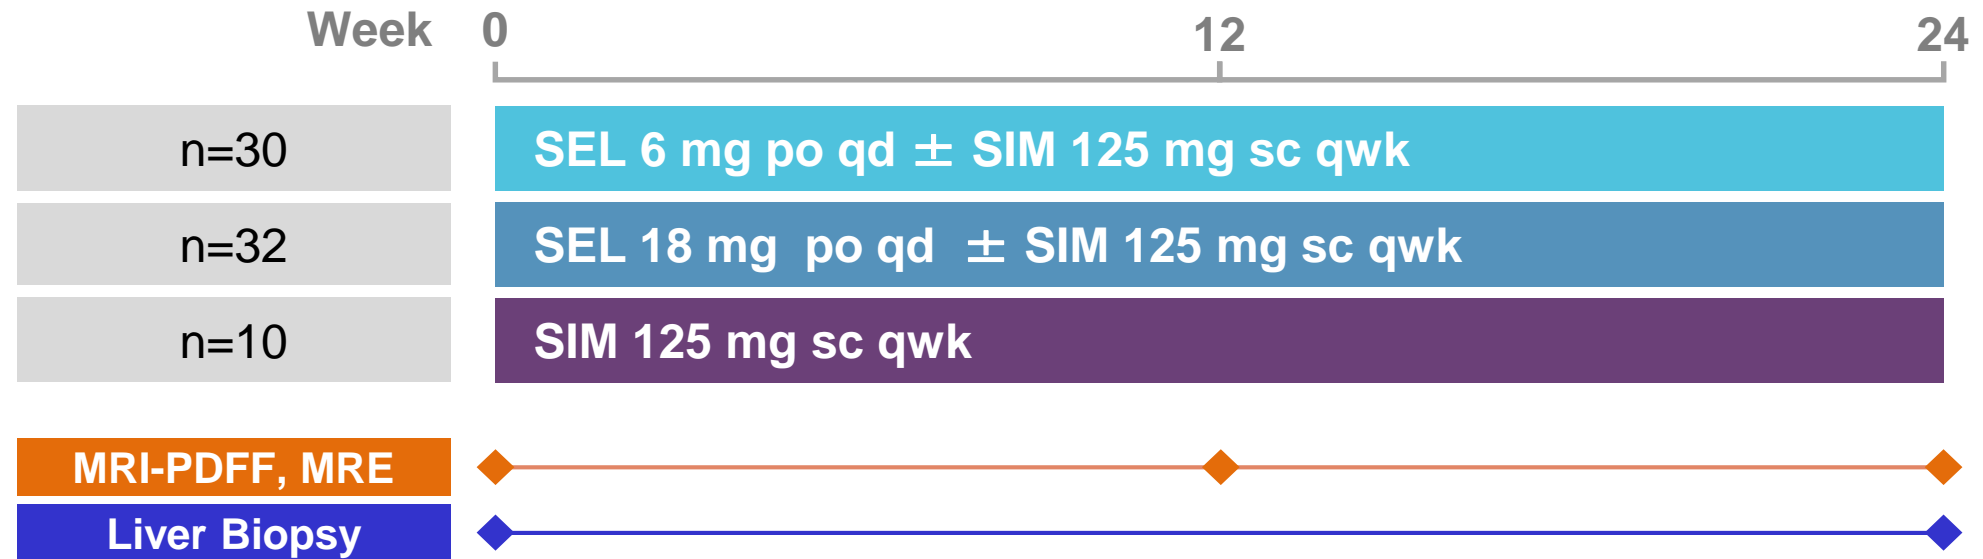 Week 0 12 24
n=30 SEL 6 mg po qd ± SIM 125 mg sc qwk
n=32 SEL 18 mg po qd ± SIM 125 mg sc qwk
n=10 SIM 125 mg sc qwk
MRI-PDFF, MRE
Liver Biopsy